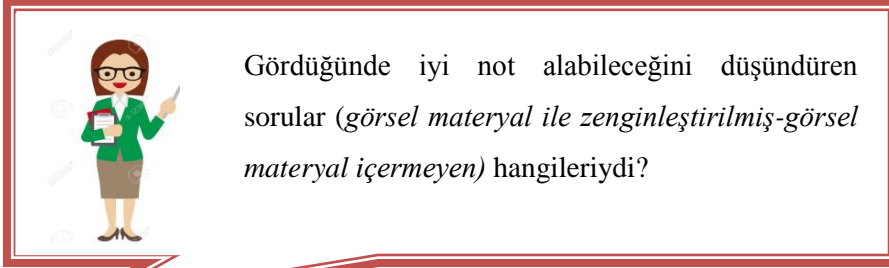 Gördüğünde iyi not alabileceğini düşündüren
sorular (görsel materyal ile zenginleştirilmiş-görsel
materyal içermeyen) hangileriydi?